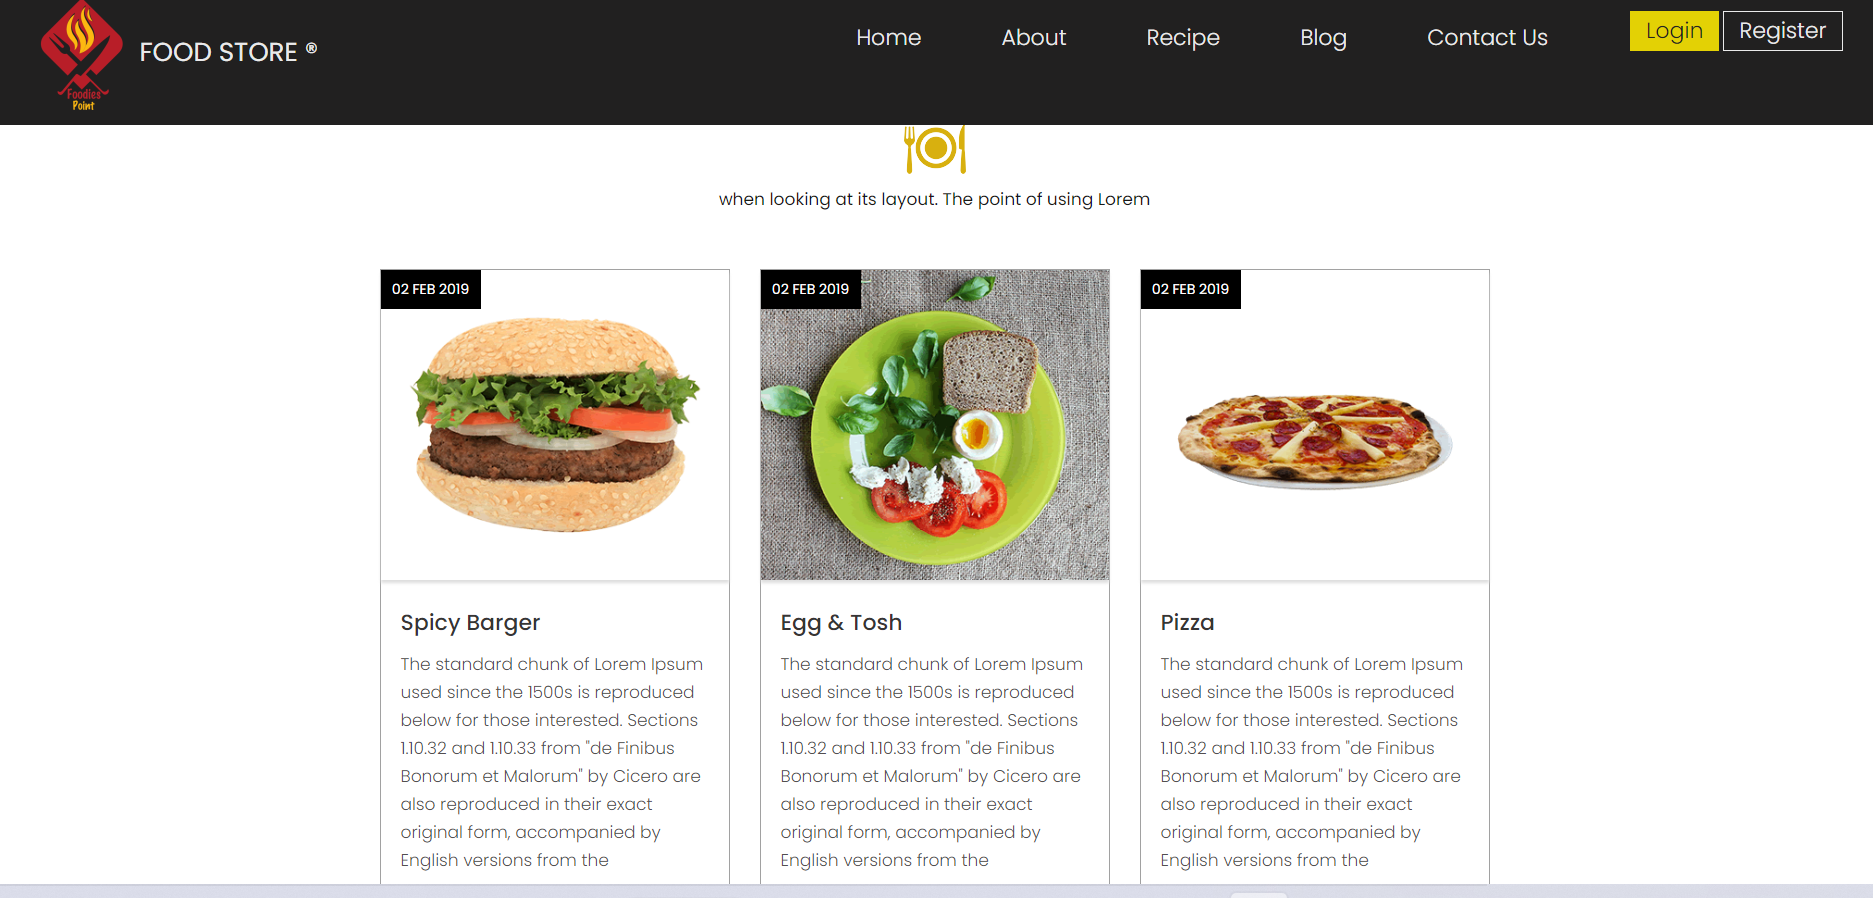 Foodies
Point
FOOD STORE ®
Home
About
Recipe
Blog
Contact Us
Login
Register
when looking at its layout. The point of using Lorem
02 FEB 2019
Spicy Barger
The standard chunk of Lorem Ipsum
used since the 1500s is reproduced
below for those interested. Sections
1.10.32 and 1.10.33 from "de Finibus
Bonorum et Malorum" by Cicero are
also reproduced in their exact
original form, accompanied by
English versions from the
02 FEB 2019
Egg & Tosh
The standard chunk of Lorem Ipsum
used since the 1500s is reproduced
below for those interested. Sections
1.10.32 and 1.10.33 from "de Finibus
Bonorum et Malorum" by Cicero are
also reproduced in their exact
original form, accompanied by
English versions from the
02 FEB 2019
Pizza
The standard chunk of Lorem Ipsum
used since the 1500s is reproduced
below for those interested. Sections
1.10.32 and 1.10.33 from "de Finibus
Bonorum et Malorum" by Cicero are
also reproduced in their exact
original form, accompanied by
English versions from the